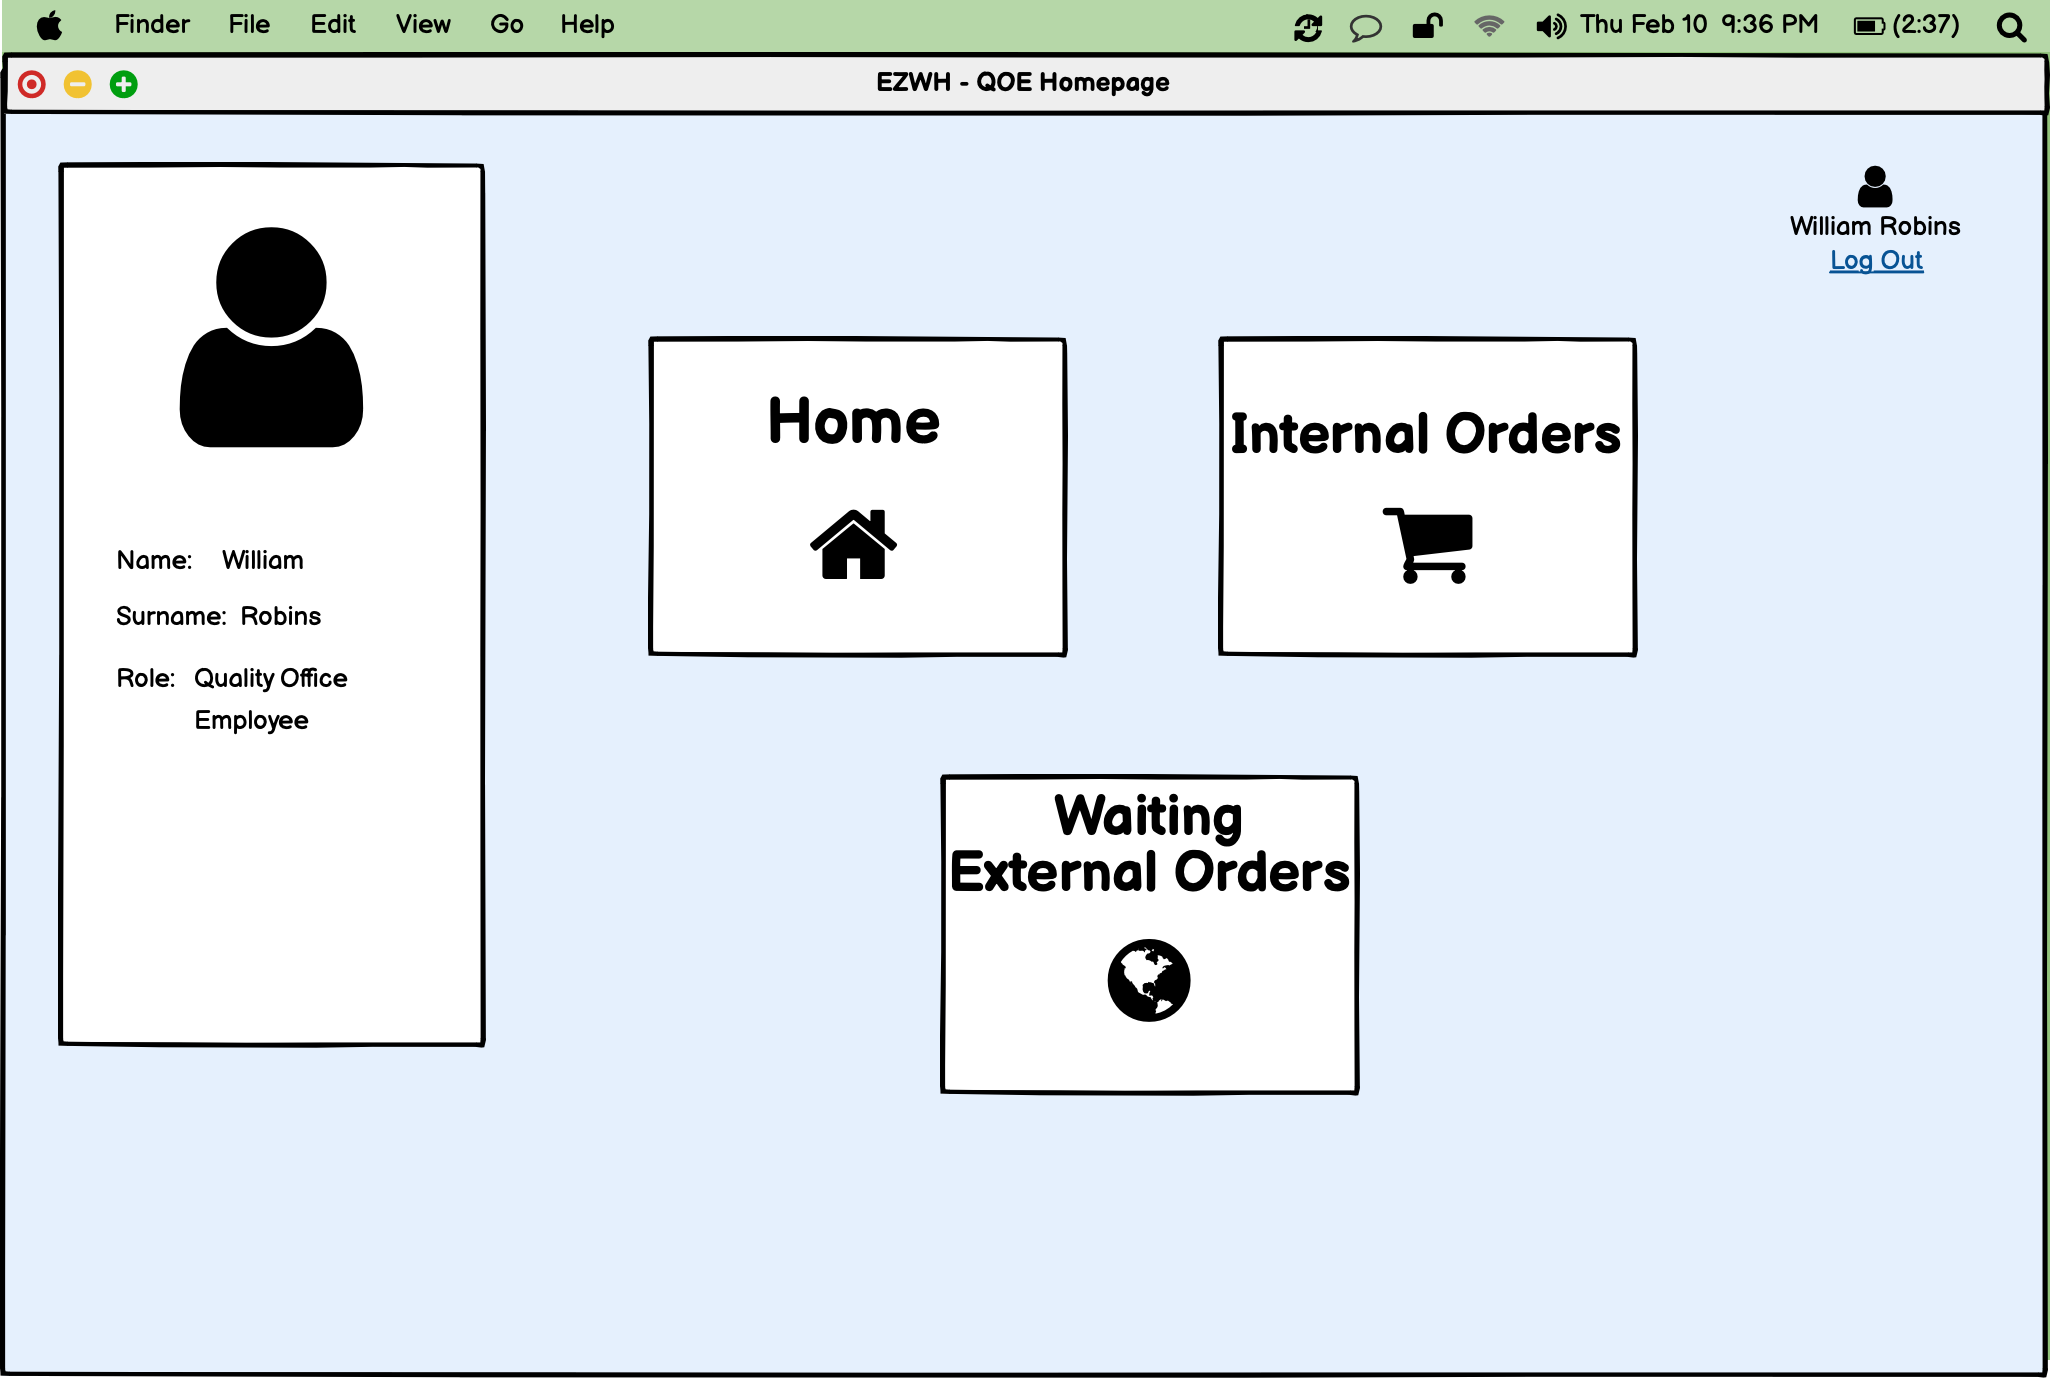 Finder File Edit View Go Help Thu Feb 10 9:36 PM (2:37)
EZWH - QOE Homepage
William Robins
Log Out
Home
Internal Orders
Name: William
Surname: Robins
Role: Quality Office
Employee
Waiting
External Orders